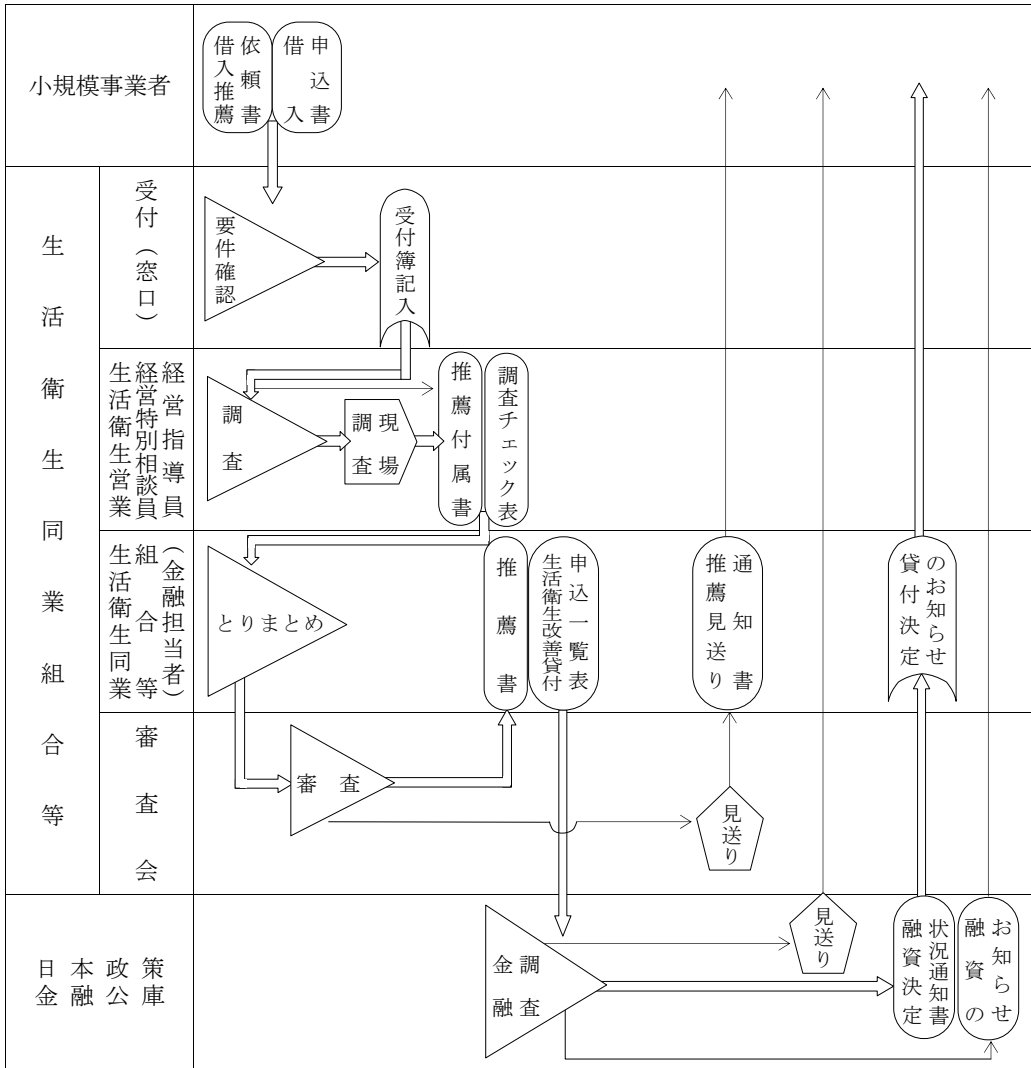 小規模事業者
借入推薦依頼書
借入申込書
生活衛生同業組合等
受付（窓口）
要件確認
受付簿記入
生活衛生営業経営特別相談員経営指導員
調査
現場調査
推薦付属書
調査チェック表
生活衛生同業組合等（金融担当者）
とりまとめ
推薦書
生活衛生改善貸付申込一覧表
推薦見送り通知書
貸付決定のお知らせ
審査会
審査
見送り
日本政策
金融公庫
金融調査
見送り
融資決定状況通知書
融資のお知らせ